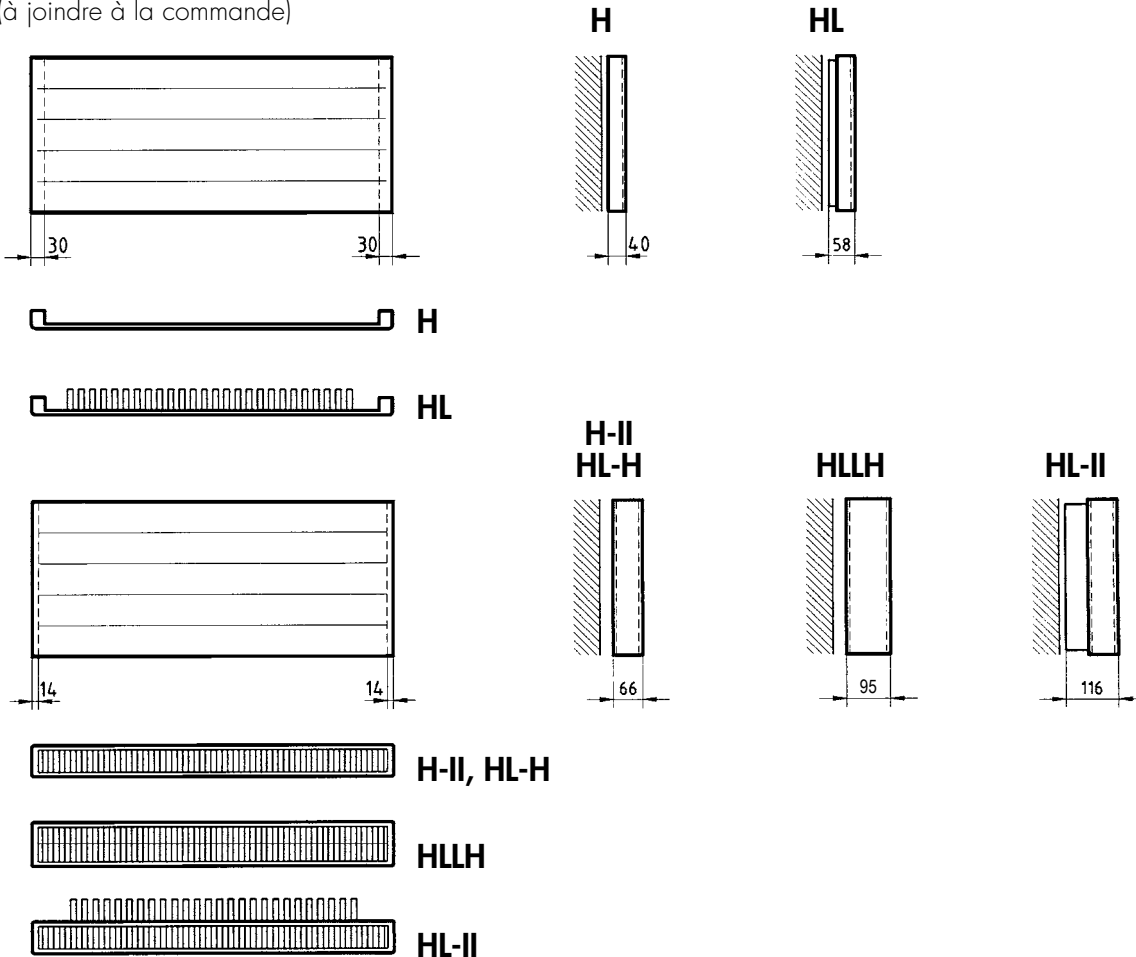 (à joindre à la commande)
H
HL
30
30
40
58
H
HL
H-II
HL-H
HLLH
HL-II
14
14
66
95
116
H-II, HL-H
HLLH
HL-II